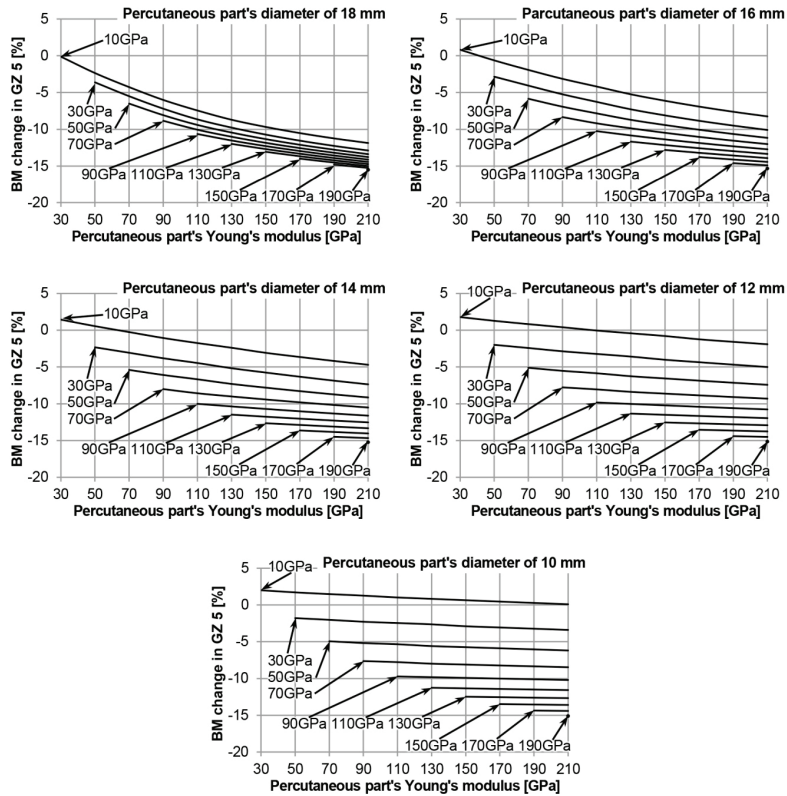 Percutaneous part's diameter of 18 mm
BM change in GZ 5 [%]
5
0
-5
-10
-15
-20
10GPa
30GPa
50GPa
70GPa
90GPa 110GPa 130GPa
150GPa 170GPa 190GPa
30 50 70 90 110 130 150 170 190 210
Percutaneous part's Young's modulus [GPa]
Parcutaneous part's diameter of 16 mm
BM change in GZ 5 [%]
5
0
-5
-10
-15
-20
10GPa
30GPa
50GPa
70GPa
90GPa 110GPa 130GPa
150GPa 170GPa 190GPa
30 50 70 90 110 130 150 170 190 210
Percutaneous part's Young's modulus [GPa]
Percutaneous part's diameter of 14 mm
BM change in GZ 5 [%]
5
0
-5
-10
-15
-20
10GPa
30GPa
50GPa
70GPa
90GPa 110GPa 130GPa
150GPa 170GPa 190GPa
30 50 70 90 110 130 150 170 190 210
Percutaneous part's Young's modulus [GPa]
Percutaneous part's diameter of 12 mm
BM change in GZ 5 [%]
5
0
-5
-10
-15
-20
10GPa
30GPa
50GPa
70GPa
90GPa 110GPa 130GPa
150GPa 170GPa 190GPa
30 50 70 90 110 130 150 170 190 210
Percutaneous part's Young's modulus [GPa]
Percutaneous part's diameter of 10 mm
BM change in GZ 5 [%]
5
0
-5
-10
-15
-20
10GPa
30GPa
50GPa
70GPa
90GPa 110GPa 130GPa
150GPa 170GPa 190GPa
30 50 70 90 110 130 150 170 190 210
Percutaneous part's Young's modulus [GPa]